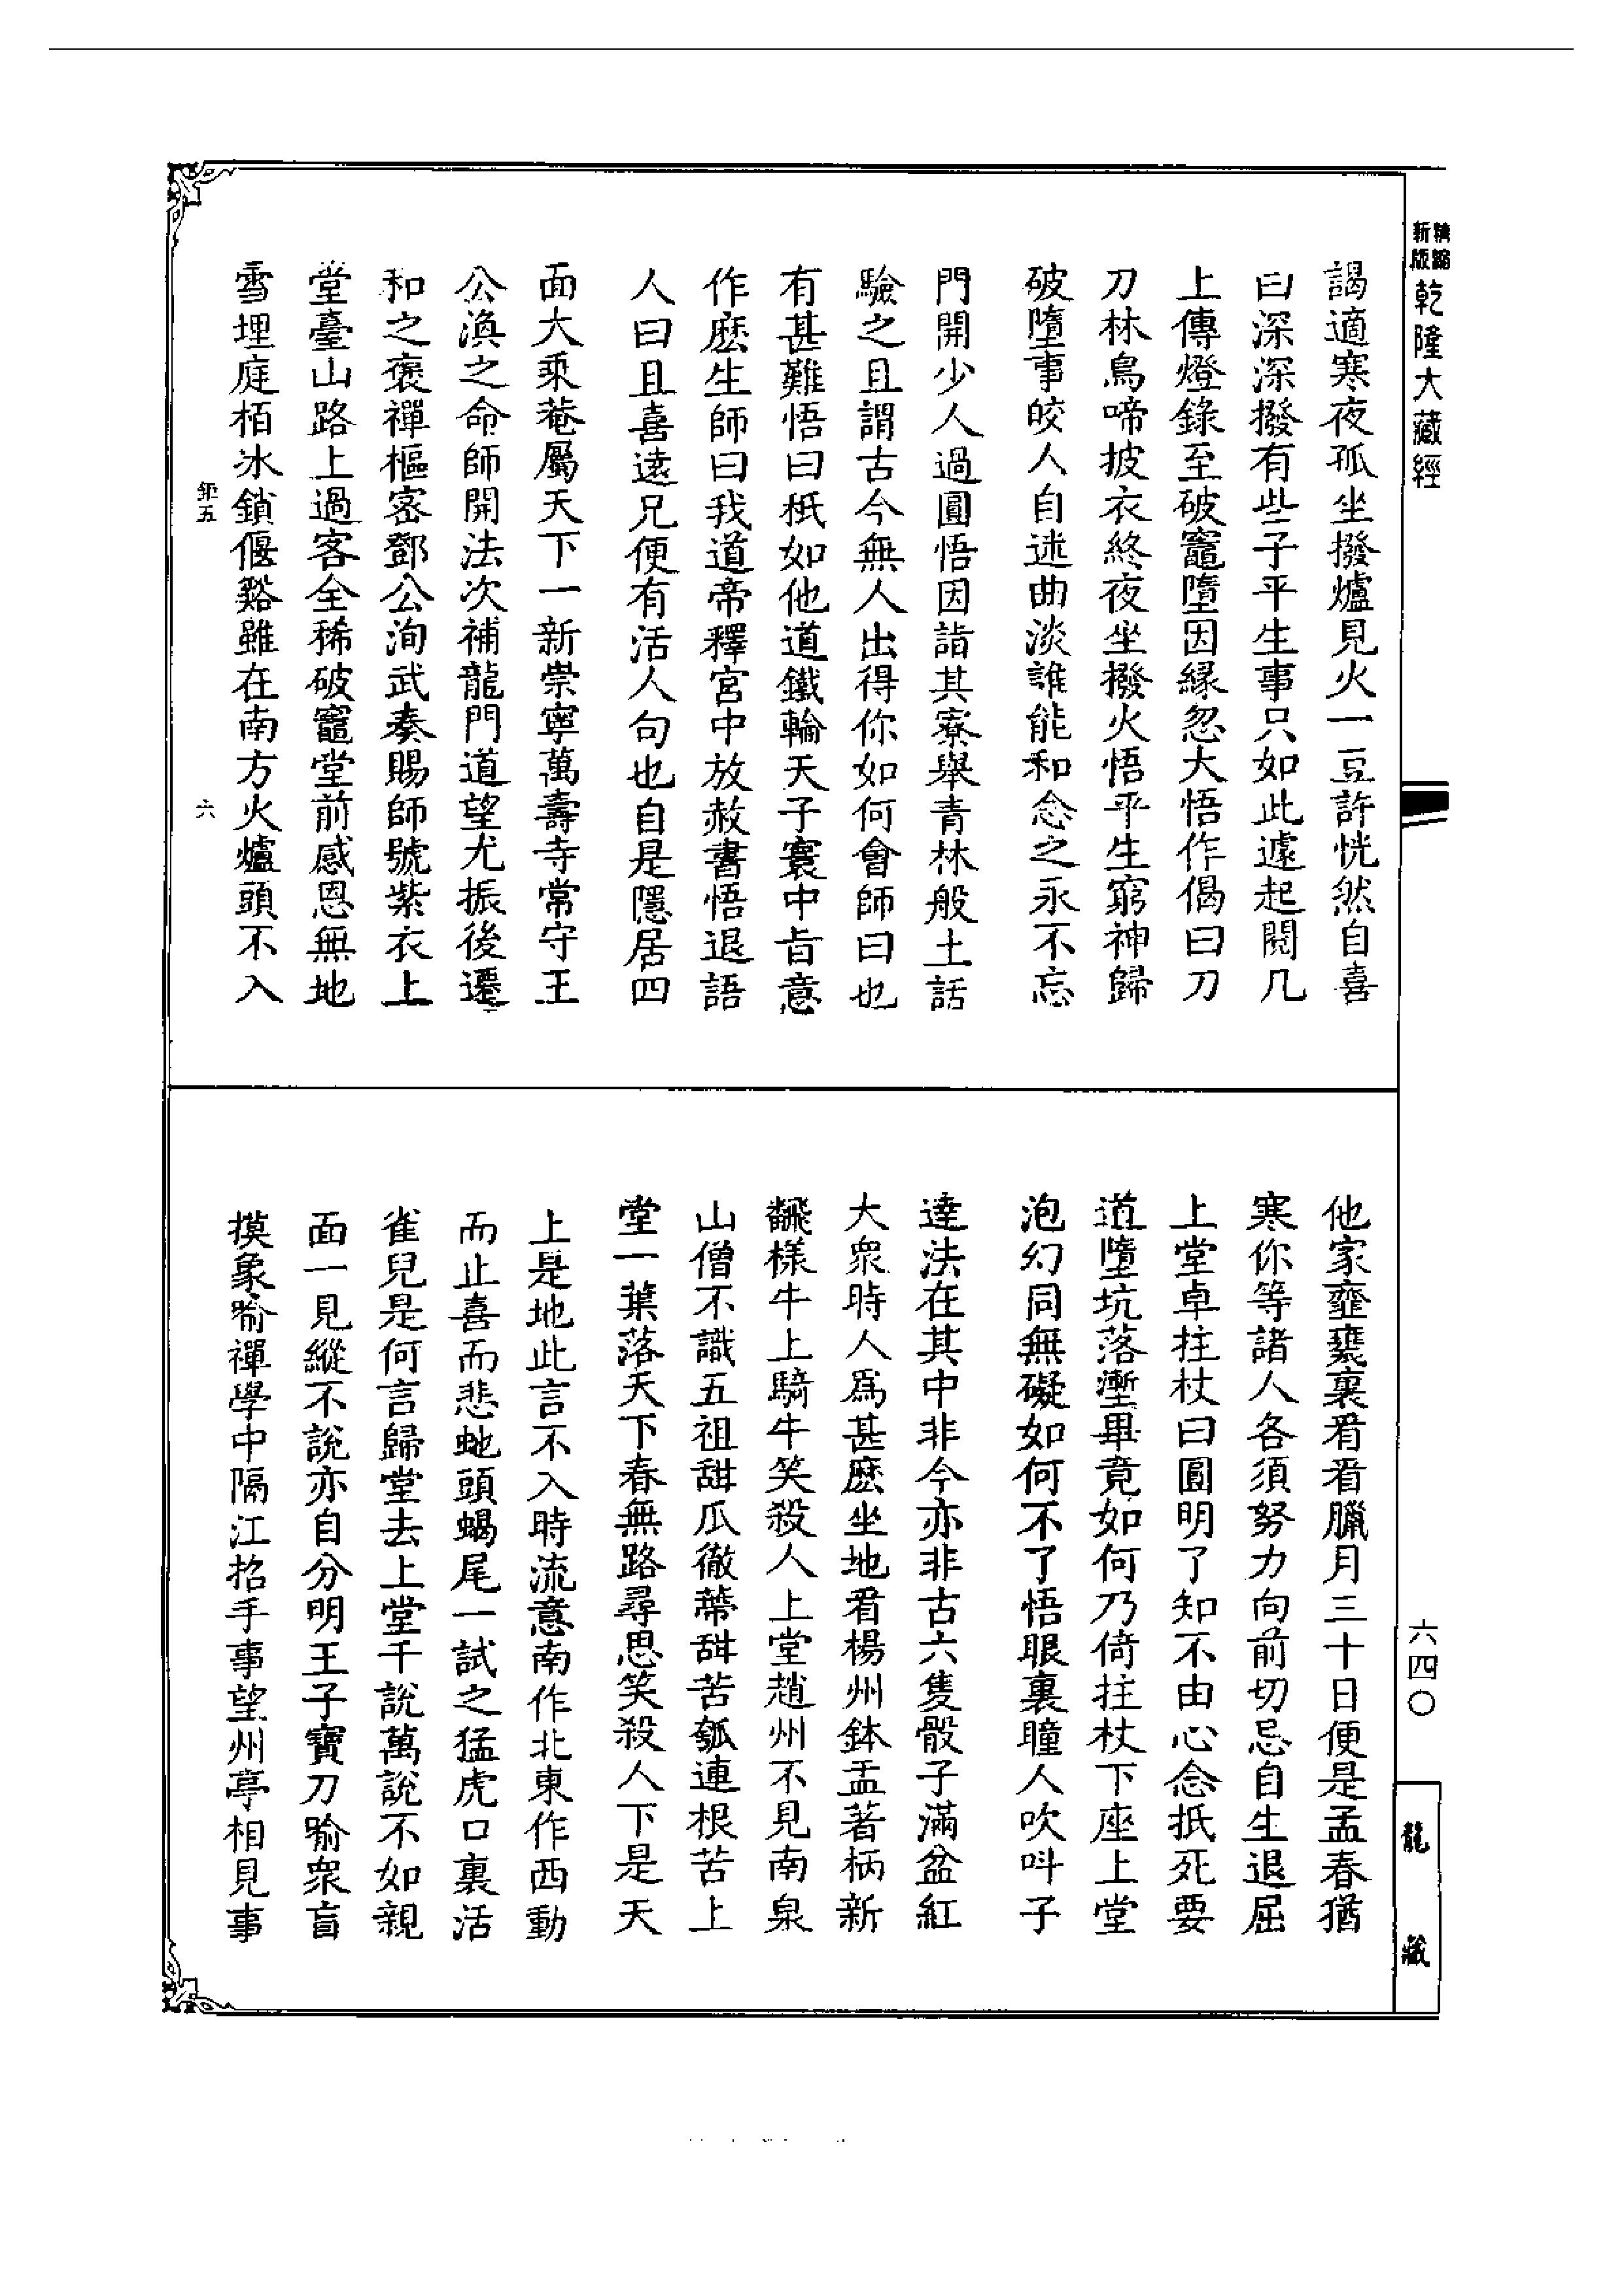 新版精縮
乾隆大藏經
謁適寒夜孤坐撥爐見火一豆許恍然自喜
曰深深撥有些子平生事只如此遽起閱几
上傳燈錄至破竈墮因緣忽大悟作偈曰刀
刀林鳥啼披衣終夜坐撥火悟平生窮神歸
破墮事皎人自迷曲淡誰能和念之永不忘
門開少人過圓悟因詣其寮舉青林般土話
驗之且謂古今無人出得你如何會師曰也
有甚難悟曰柢如他道鐵輪天子寰中旨意
作麽生師曰我道帝釋宮中放赦書悟退語
人曰且喜遠兄便有活人句也自是隱居四
面大乘菴屬天下一新崇寧萬壽寺常守王
公渙之命師開法次補龍門道望尤振後遷
和之褒禪樞密鄧公洵武奏賜師號紫衣上
堂臺山路上過客全稀破竈堂前感恩無地
雪埋庭栢冰鎖偃谿雖在南方火爐頭不入
鉅五
六
他家虀甕裏看看臘月三十日便是孟春猶
寒你等諸人各須努力向前切忌自生退屈
上堂卓拄杖曰圓明了知不由心念抵死要
道墮坑落壍畢竟如何乃倚拄杖下座上堂
泡幻同無礙如何不了悟眼裏瞳人吹呌子
達法在其中非今亦非古六隻骰子滿盆紅
大衆時人爲甚麽坐地看楊州鉢盂著柄新
飜樣牛上騎牛笑殺人上堂趙州不見南泉
山僧不識五祖甜瓜徹蔕甜苦瓠連根苦上
堂一葉落天下春無路尋思笑殺人下是天
上是地此言不入時流意南作北東作西動
而止喜而悲虵頭蝎尾一試之猛虎口裏活
雀兒是何言歸堂去上堂千說萬說不如親
面一見縱不說亦自分明王子寶刀喻衆盲
摸象喻禪學中隔江招手事望州亭相見事
六四〇
龍藏